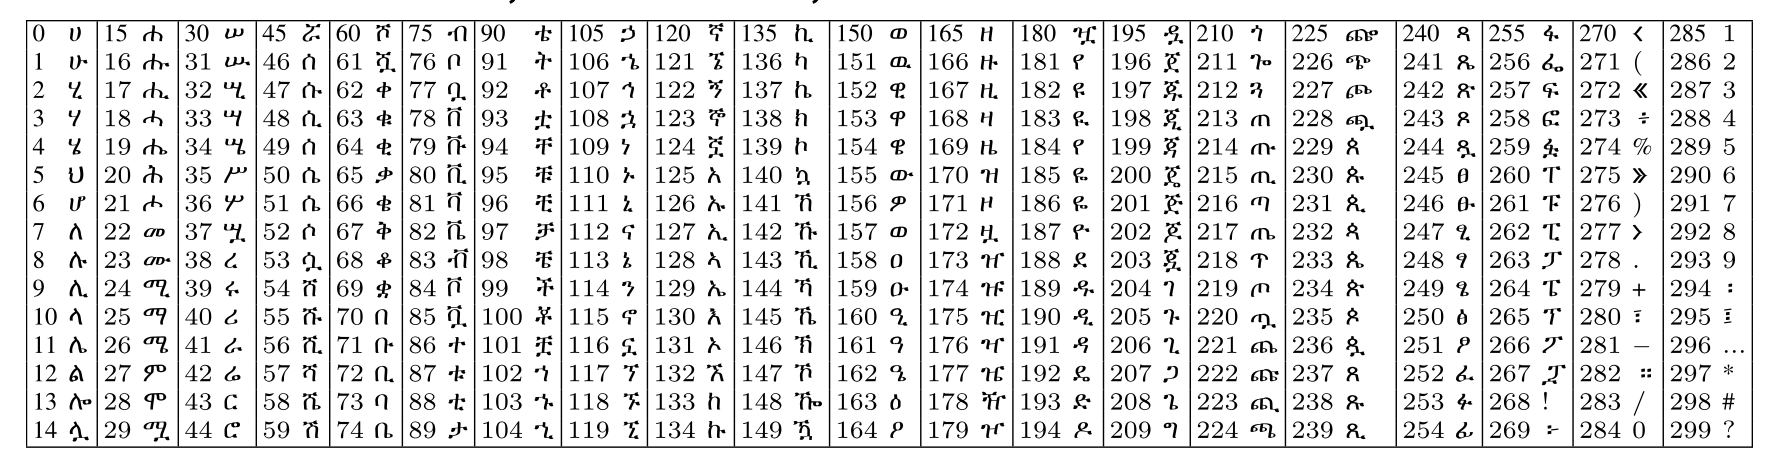 0 ሀ 15 ሐ 30 ሠ 45 ሯ 60 ሾ 75 ብ 90 ቴ 105 ኃ 120 ኛ 135 ኪ 150 ወ 165 ዘ 180 ዧ 195 ዷ 210 ጎ 225 ጭ 240 ጻ 255 ፋ 270 ‹ 285 1
1 ሁ 16 ሑ 31 ሡ 46 ሰ 61 ሿ 76 ቦ 91 ት 106 ኄ 121 ኜ 136 ካ 151 ዉ 166 ዙ 181 የ 196 ጀ 211 ጐ 226 ጭ 241 ጼ 256 ፌ 271 ( 286 2
2 ሂ 17 ሒ 32 ሢ 47 ሱ 62 ቀ 77 ቧ 92 ቶ 107 ኅ 122 ኝ 137 ኬ 152 ዊ 167 ዚ 182 ዩ 197 ጁ 212 ጓ 227 ጮ 242 ጽ 257 ፍ 272 « 287 3
3 ሃ 18 ሓ 33 ሣ 48 ሲ 63 ቁ 78 ቨ 93 ቷ 108 ኋ 123 ኞ 138 ክ 153 ዋ 168 ዛ 183 ዪ 198 ጂ 213 ጠ 228 ጯ 243 ጾ 258 ፎ 273 ÷ 288 4
4 ሄ 19 ሔ 34 ሤ 49 ሰ 64 ቂ 79 ቩ 94 ቸ 109 ነ 124 ኟ 139 ኮ 154 ዌ 169 ዜ 184 የ 199 ጃ 214 ጡ 229 ጰ 244 ጿ 259 ፏ 274 % 289 5
5 ህ 20 ሕ 35 ሥ 50 ሴ 65 ቃ 80 ቪ 95 ቹ 110 ኑ 125 አ 140 ኳ 155 ው 170 ዝ 185 ዬ 200 ጄ 215 ጢ 230 ጱ 245 ፀ 260 ፐ 275 » 290 6
6 ሆ 21 ሖ 36 ሦ 51 ሴ 66 ቄ 81 ቫ 96 ቺ 111 ኒ 126 ኡ 141 ኸ 156 ዎ 171 ዞ 186 ዬ 201 ጅ 216 ጣ 231 ጲ 246 ፁ 261 ፑ 276 ) 291 7
7 ለ 22 መ 37 ሧ 52 ሶ 67 ቅ 82 ቬ 97 ቻ 112 ና 127 ኢ 142 ኹ 157 ወ 172 ዟ 187 ዮ 202 ጆ 217 ጤ 232 ጳ 247 ፂ 262 ፒ 277 › 292 8
8 ሉ 23 ሙ 38 ረ 53 ሷ 68 ቆ 83 ቭ 98 ቼ 113 ኔ 128 ኣ 143 ኺ 158 ዐ 173 ዠ 188 ደ 203 ጇ 218 ጥ 233 ጴ 248 ፃ 263 ፓ 278 . 293 9
9 ሊ 24 ሚ 39 ሩ 54 ሸ 69 ቋ 84 ቮ 99 ች 114 ን 129 ኤ 144 ኻ 159 ዑ 174 ዡ 189 ዱ 204 ገ 219 ጦ 234 ጵ 249 ፄ 264 ፔ 279 + 294 ፡
10 ላ 25 ማ 40 ሪ 55 ሹ 70 በ 85 ቯ 100 ቾ 115 ኖ 130 እ 145 ኼ 160 ዒ 175 ዢ 190 ዲ 205 ጉ 220 ጧ 235 ጶ 250 ፅ 265 ፕ 280 ፣ 295 ፤
11 ሌ 26 ሜ 41 ራ 56 ሺ 71 ቡ 86 ተ 101 ቿ 116 ኗ 131 ኦ 146 ኽ 161 ዓ 176 ዣ 191 ዳ 206 ጊ 221 ጨ 236 ጷ 251 ፆ 266 ፖ 281 − 296 ...
12 ል 27 ም 42 ሬ 57 ሻ 72 ቢ 87 ቱ 102 ኀ 117 ኘ 132 ኧ 147 ኾ 162 ዔ 177 ዤ 192 ዴ 207 ጋ 222 ጩ 237 ጸ 252 ፈ 267 ፗ 282 ። 297 *
13 ሎ 28 ሞ 43 ር 58 ሼ 73 ባ 88 ቲ 103 ኁ 118 ኙ 133 ከ 148 ዀ 163 ዕ 178 ዥ 193 ድ 208 ጌ 223 ጪ 238 ጹ 253 ፉ 268 ! 283 / 298 #
14 ሏ 29 ሟ 44 ሮ 59 ሽ 74 ቤ 89 ታ 104 ኂ 119 ኚ 134 ኩ 149 ዃ 164 ዖ 179 ዦ 194 ዶ 209 ግ 224 ጫ 239 ጺ 254 ፊ 269 ፦ 284 0 299 ?